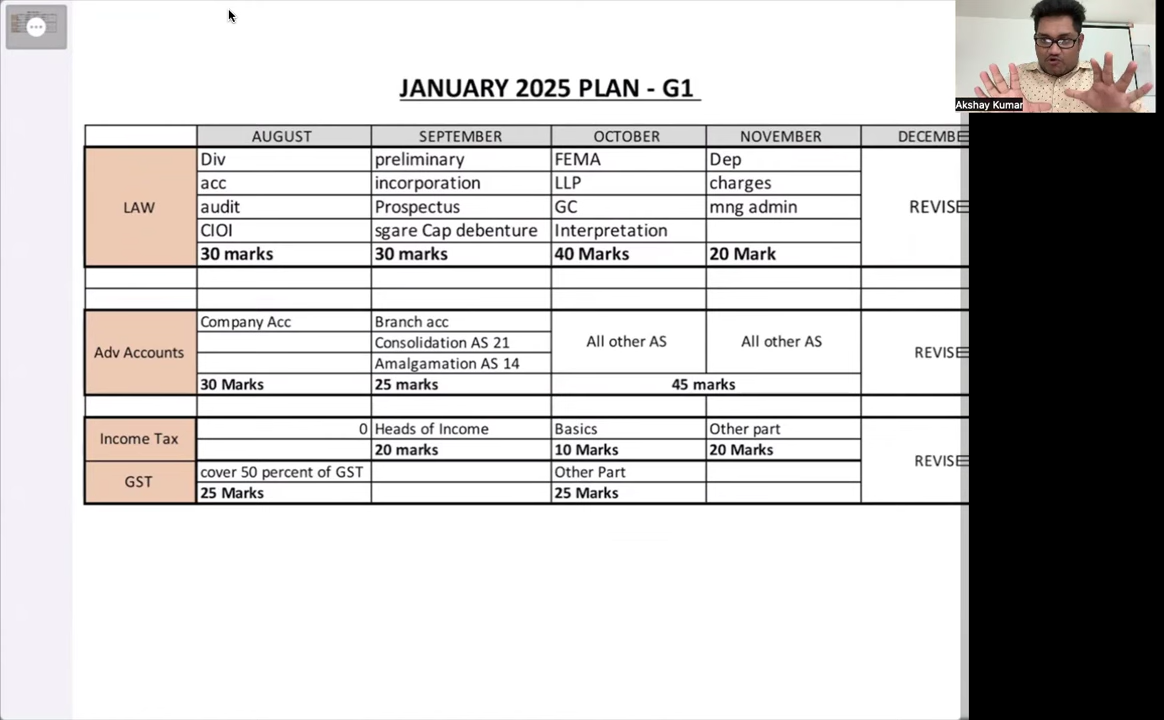 JANUARY 2025 PLAN - G1
Akshay Kumar
AUGUST SEPTEMBER OCTOBER NOVEMBER DECEMBE
LAW
Div preliminary FEMA Dep
acc incorporation LLP charges
audit Prospectus GC mng admin REVISE
CIOI sgare Cap debenture Interpretation
30 marks 30 marks 40 Marks 20 Mark
Adv Accounts
Company Acc Branch acc All other AS All other AS
Consolidation AS 21 REVISE
Amalgamation AS 14
30 Marks 25 marks 45 marks
Income Tax
0 Heads of Income Basics Other part
20 marks 10 Marks 20 Marks
REVISE
GST
cover 50 percent of GST Other Part
25 Marks 25 Marks